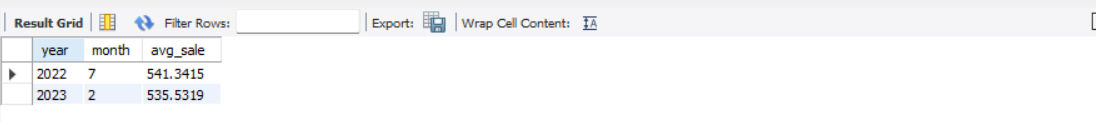 Result Grid Filter Rows: Export: Wrap Cell Content: IA
year month avg_sale
2022 7 541.3415
2023 2 535.5319